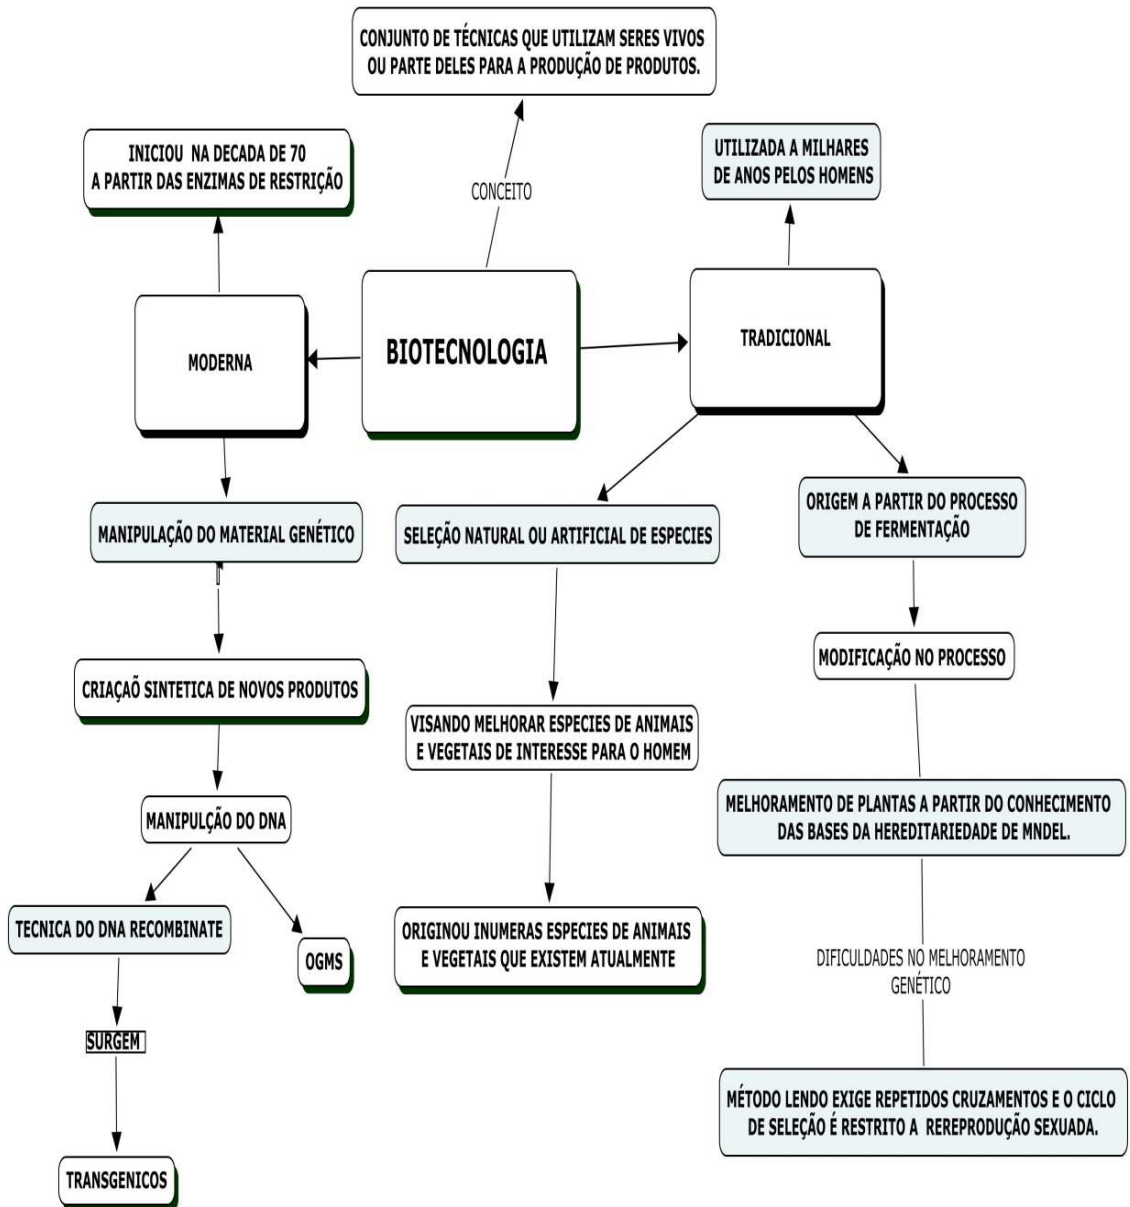 CONJUNTO DE TÉCNICAS QUE UTILIZAM SERES VIVOS
OU PARTE DELES PARA A PRODUÇÃO DE PRODUTOS.
INICIOU NA DECADA DE 70
A PARTIR DAS ENZIMAS DE RESTRIÇÃO
UTILIZADA A MILHARES
DE ANOS PELOS HOMENS
CONCEITO
MODERNA
BIOTECNOLOGIA
TRADICIONAL
MANIPULAÇÃO DO MATERIAL GENÉTICO
SELEÇÃO NATURAL OU ARTIFICIAL DE ESPECIES
ORIGEM A PARTIR DO PROCESSO
DE FERMENTAÇÃO
CRIAÇAÕ SINTETICA DE NOVOS PRODUTOS
MODIFICAÇÃO NO PROCESSO
VISANDO MELHORAR ESPECIES DE ANIMAIS
E VEGETAIS DE INTERESSE PARA O HOMEM
MANIPULÇÃO DO DNA
MELHORAMENTO DE PLANTAS A PARTIR DO CONHECIMENTO
DAS BASES DA HEREDITARIEDADE DE MNDEL.
TECNICA DO DNA RECOMBINATE
OGMS
ORIGINOU INUMERAS ESPECIES DE ANIMAIS
E VEGETAIS QUE EXISTEM ATUALMENTE
DIFICULDADES NO MELHORAMENTO
GENÉTICO
SURGEM
MÉTODO LENDO EXIGE REPETIDOS CRUZAMENTOS E O CICLO
DE SELEÇÃO É RESTRITO A REREPRODUÇÃO SEXUADA.
TRANSGENICOS